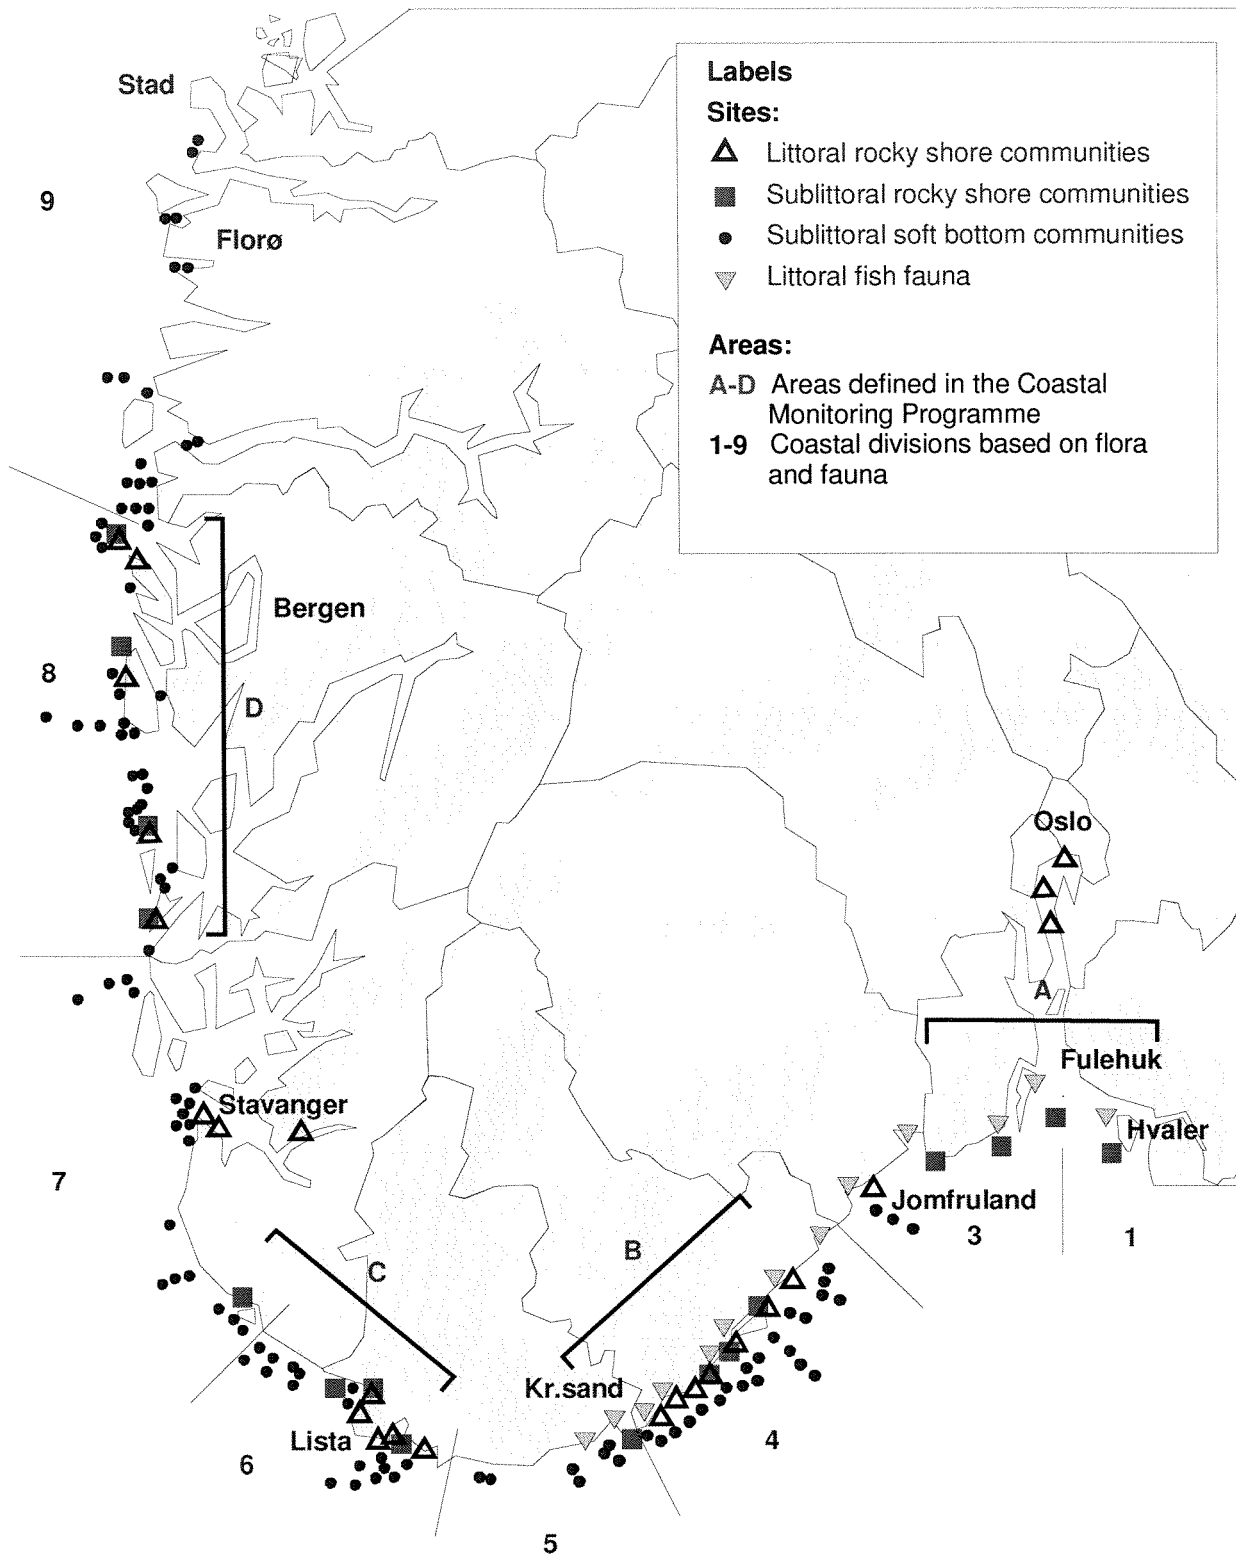 Stad
Labels
Sites:
Littoral rocky shore communities
Sublittoral rocky shore communities
Sublittoral soft bottom communities
Littoral fish fauna
Areas:
A-D Areas defined in the Coastal
Monitoring Programme
1-9 Coastal divisions based on flora
and fauna
9
Florø
Bergen
8
D
Oslo
A
Fulehuk
Stavanger
Hvaler
7
Jomfruland
3
1
B
C
Kr.sand
Lista
4
6
5